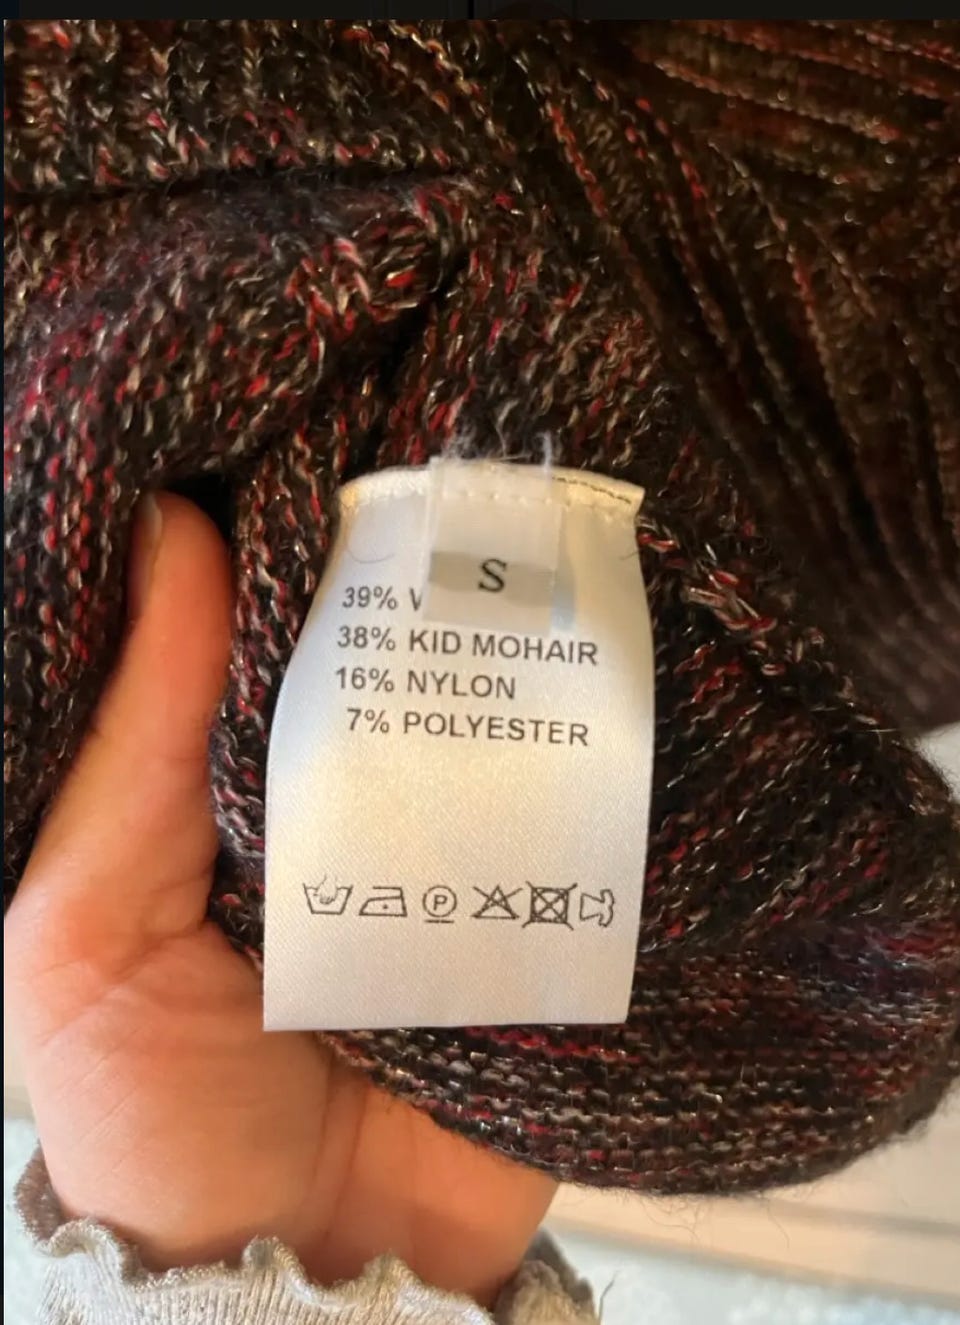 S
39%
38% KID MOHAIR
16% NYLON
7% POLYESTER
P